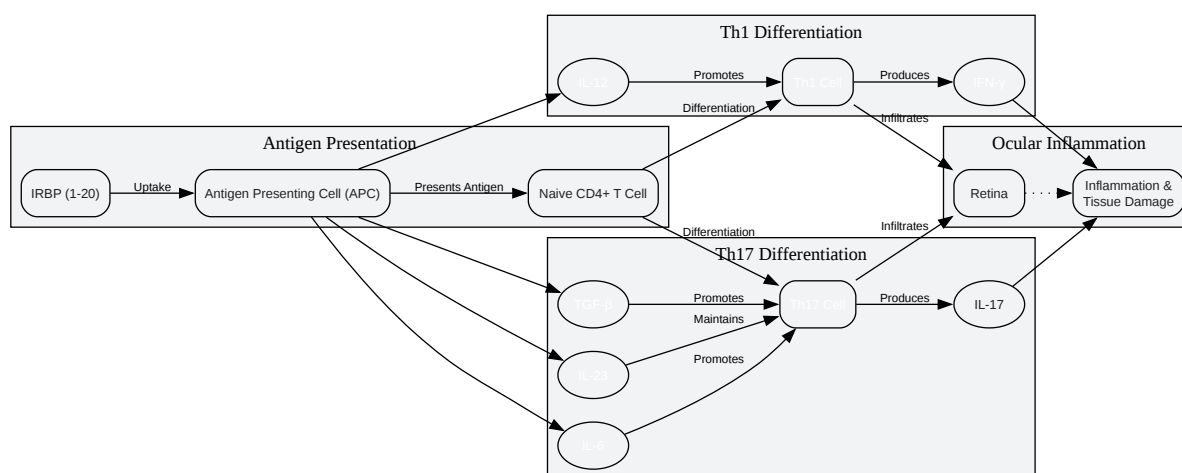 Th1 Differentiation
IL-12
Promotes
Th1 Cell
Produces
IFN-γ
Differentiation
Infiltrates
Antigen Presentation
IRBP (1-20)
Uptake
Antigen Presenting Cell (APC)
Presents Antigen
Naive CD4+ T Cell
Ocular Inflammation
Retina
Inflammation &
Tissue Damage
Differentiation
Infiltrates
Th17 Differentiation
TGF-β
Promotes
Th17 Cell
Produces
IL-17
Maintains
IL-23
Promotes
IL-6